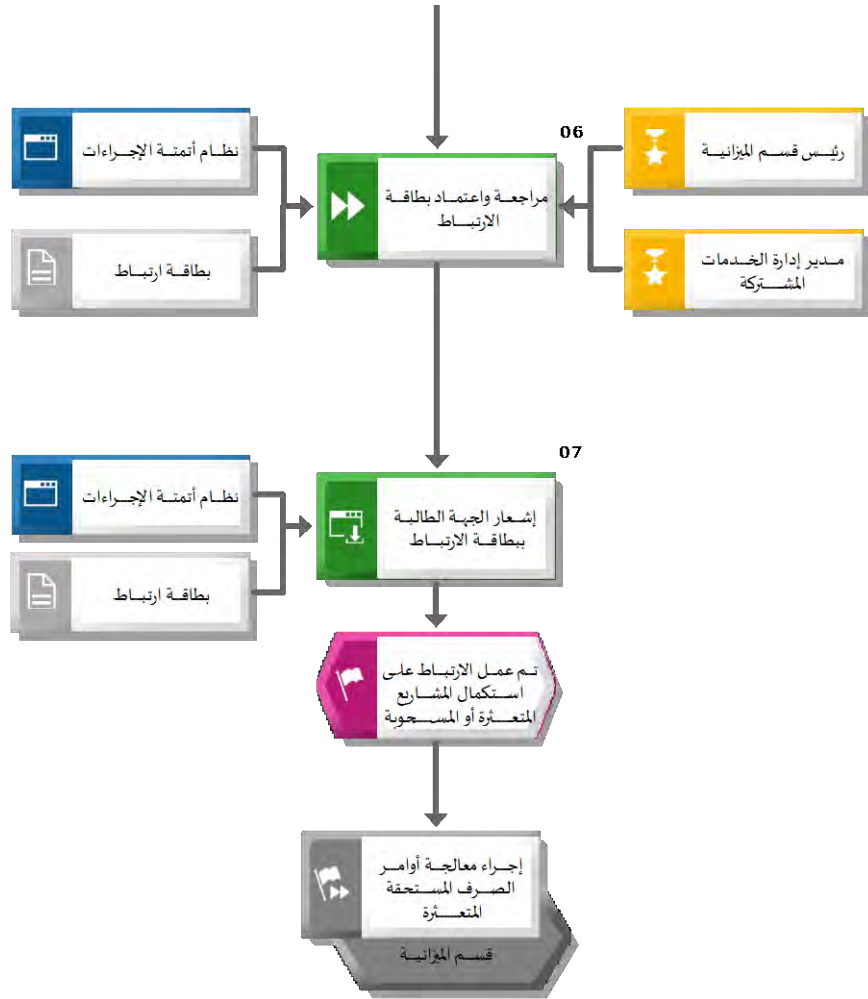 06
رئيس قسم الميزانية
مدير إدارة الخدمات
المشتركة
مراجعة واعتماد بطاقة
الارتباط
نظام أتمتة الإجراءات
بطاقة ارتباط
07
إشعار الجهة الطالبة
ببطاقة الارتباط
نظام أتمتة الإجراءات
بطاقة ارتباط
تم عمل الارتباط على
استكمال المشاريع
المتعثرة أو المسحوبة
إجراء معالجة أوامر
الصرف المستحقة
المتعثرة
قسم الميزانية